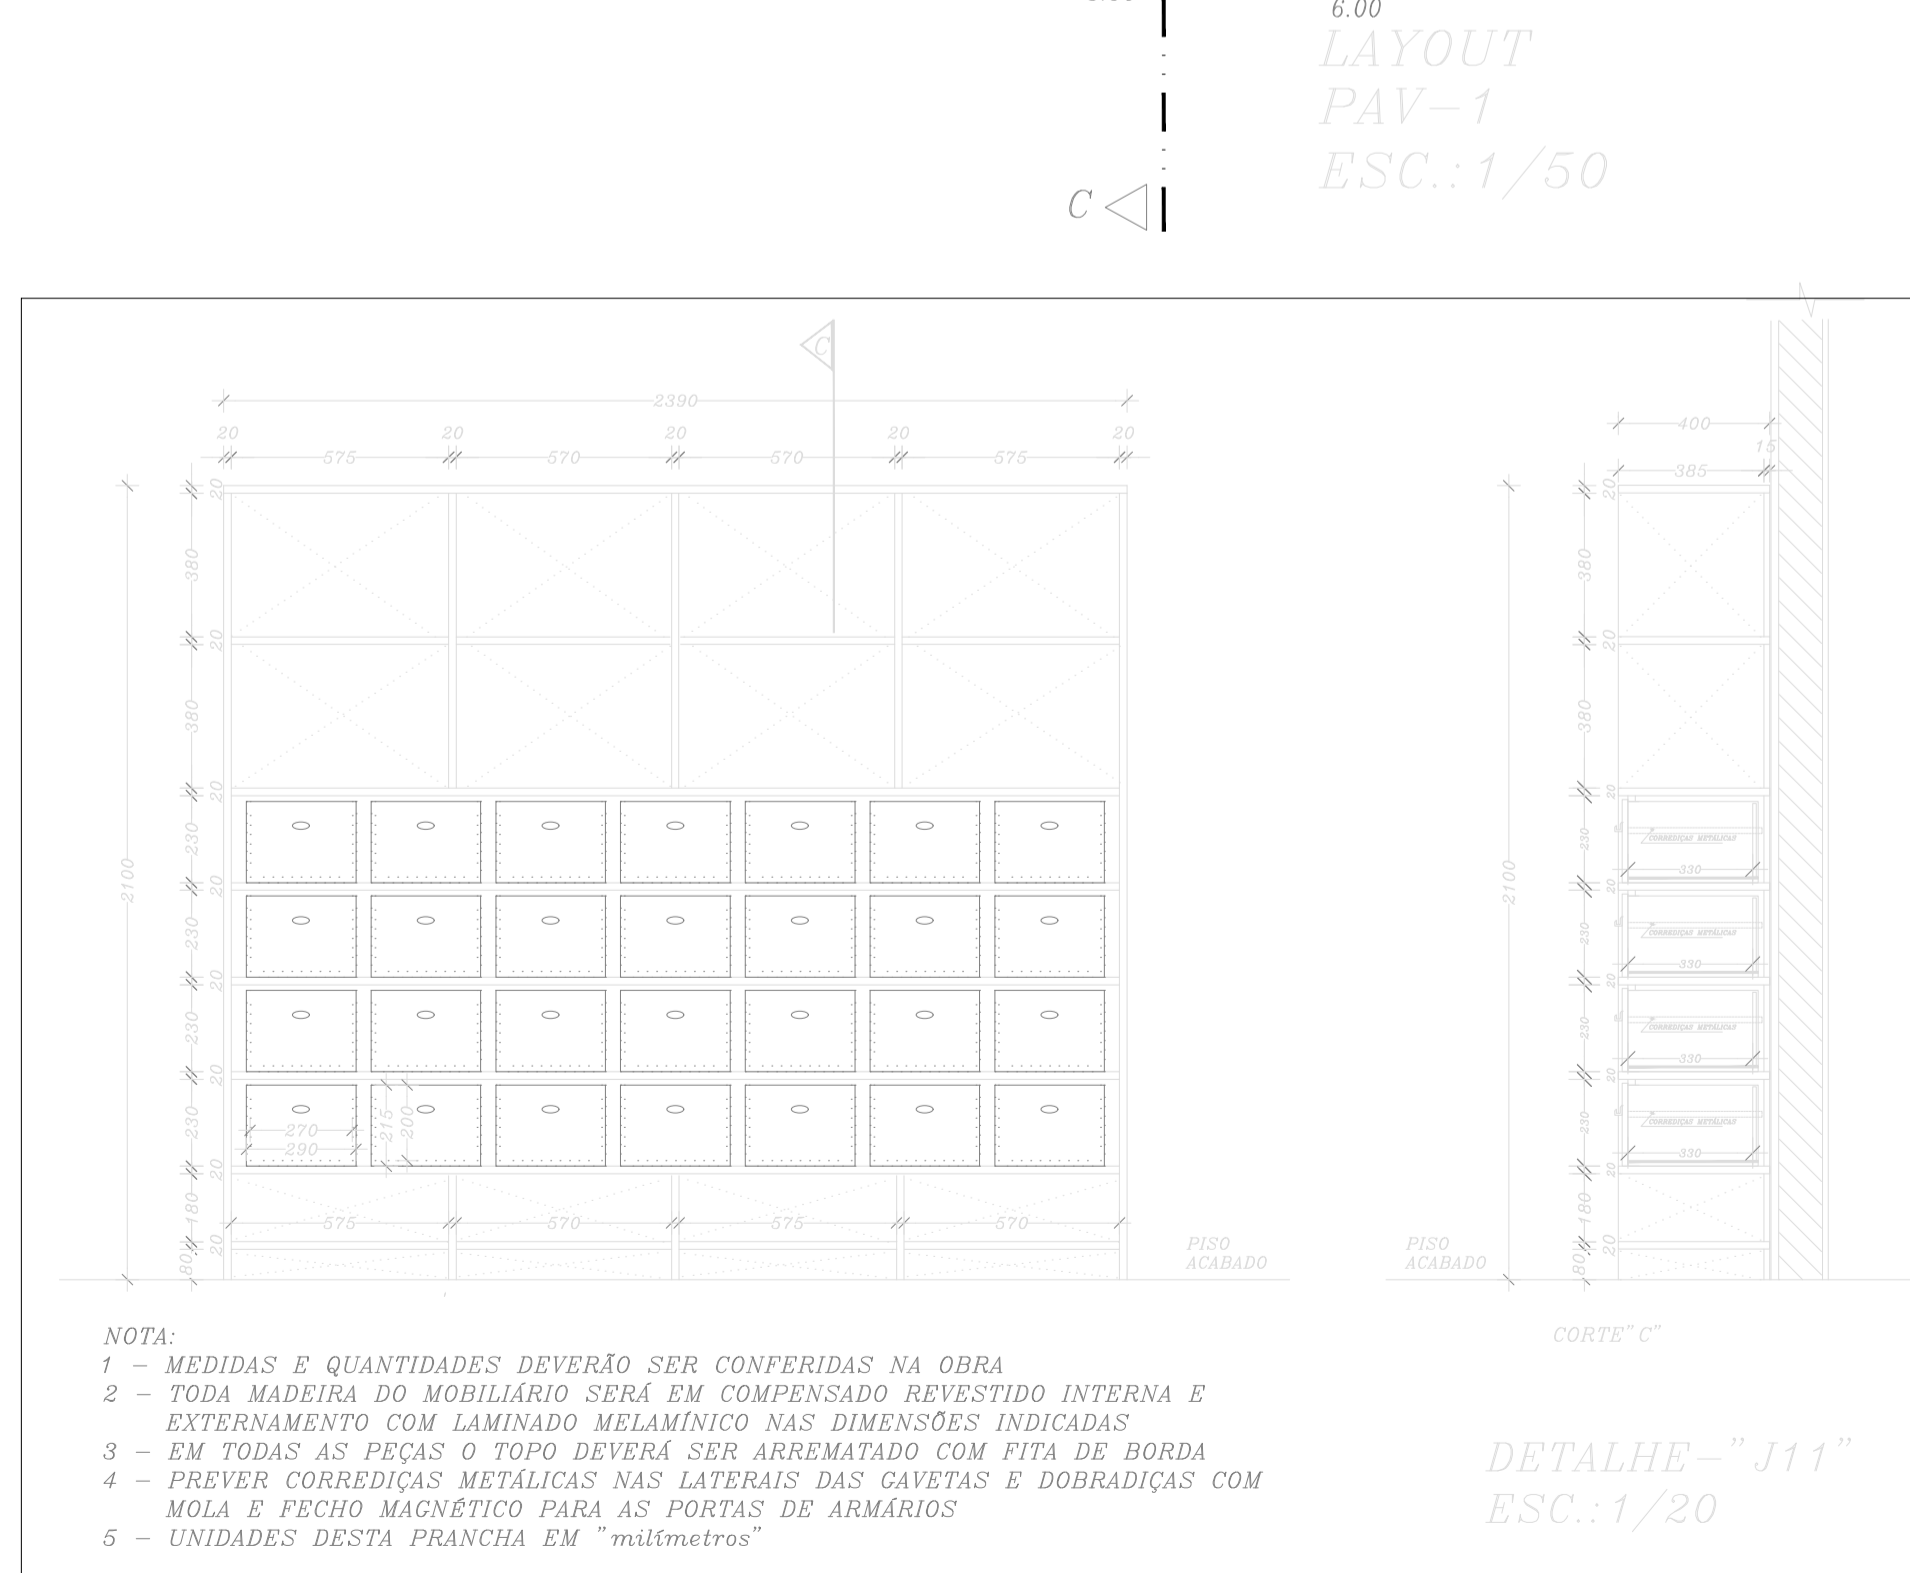 6.00
LAYOUT
PAV-1
ESC.:1/50
C
C
2390
20 20 20 20 20
575 570 570 575
20
380
20
380
20
230
20
230
20
230
20
230
20
180
20
80
2100
270
290
215
200
575 570 575 570
PISO
ACABADO
400
15
385
20
380
20
380
20
230
CORREDIÇAS METÁLICAS
330
20
230
CORREDIÇAS METÁLICAS
330
20
230
CORREDIÇAS METÁLICAS
330
20
230
CORREDIÇAS METÁLICAS
330
20
180
20
80
2100
PISO
ACABADO
CORTE"C"
NOTA:
1 - MEDIDAS E QUANTIDADES DEVERÃO SER CONFERIDAS NA OBRA
2 - TODA MADEIRA DO MOBILIÁRIO SERÁ EM COMPENSADO REVESTIDO INTERNA E
EXTERNAMENTO COM LAMINADO MELAMÍNICO NAS DIMENSÕES INDICADAS
3 - EM TODAS AS PEÇAS O TOPO DEVERÁ SER ARREMATADO COM FITA DE BORDA
4 - PREVER CORREDIÇAS METÁLICAS NAS LATERAIS DAS GAVETAS E DOBRADIÇAS COM
MOLA E FECHO MAGNÉTICO PARA AS PORTAS DE ARMÁRIOS
5 - UNIDADES DESTA PRANCHA EM "milímetros"
DETALHE-"J11"
ESC.:1/20